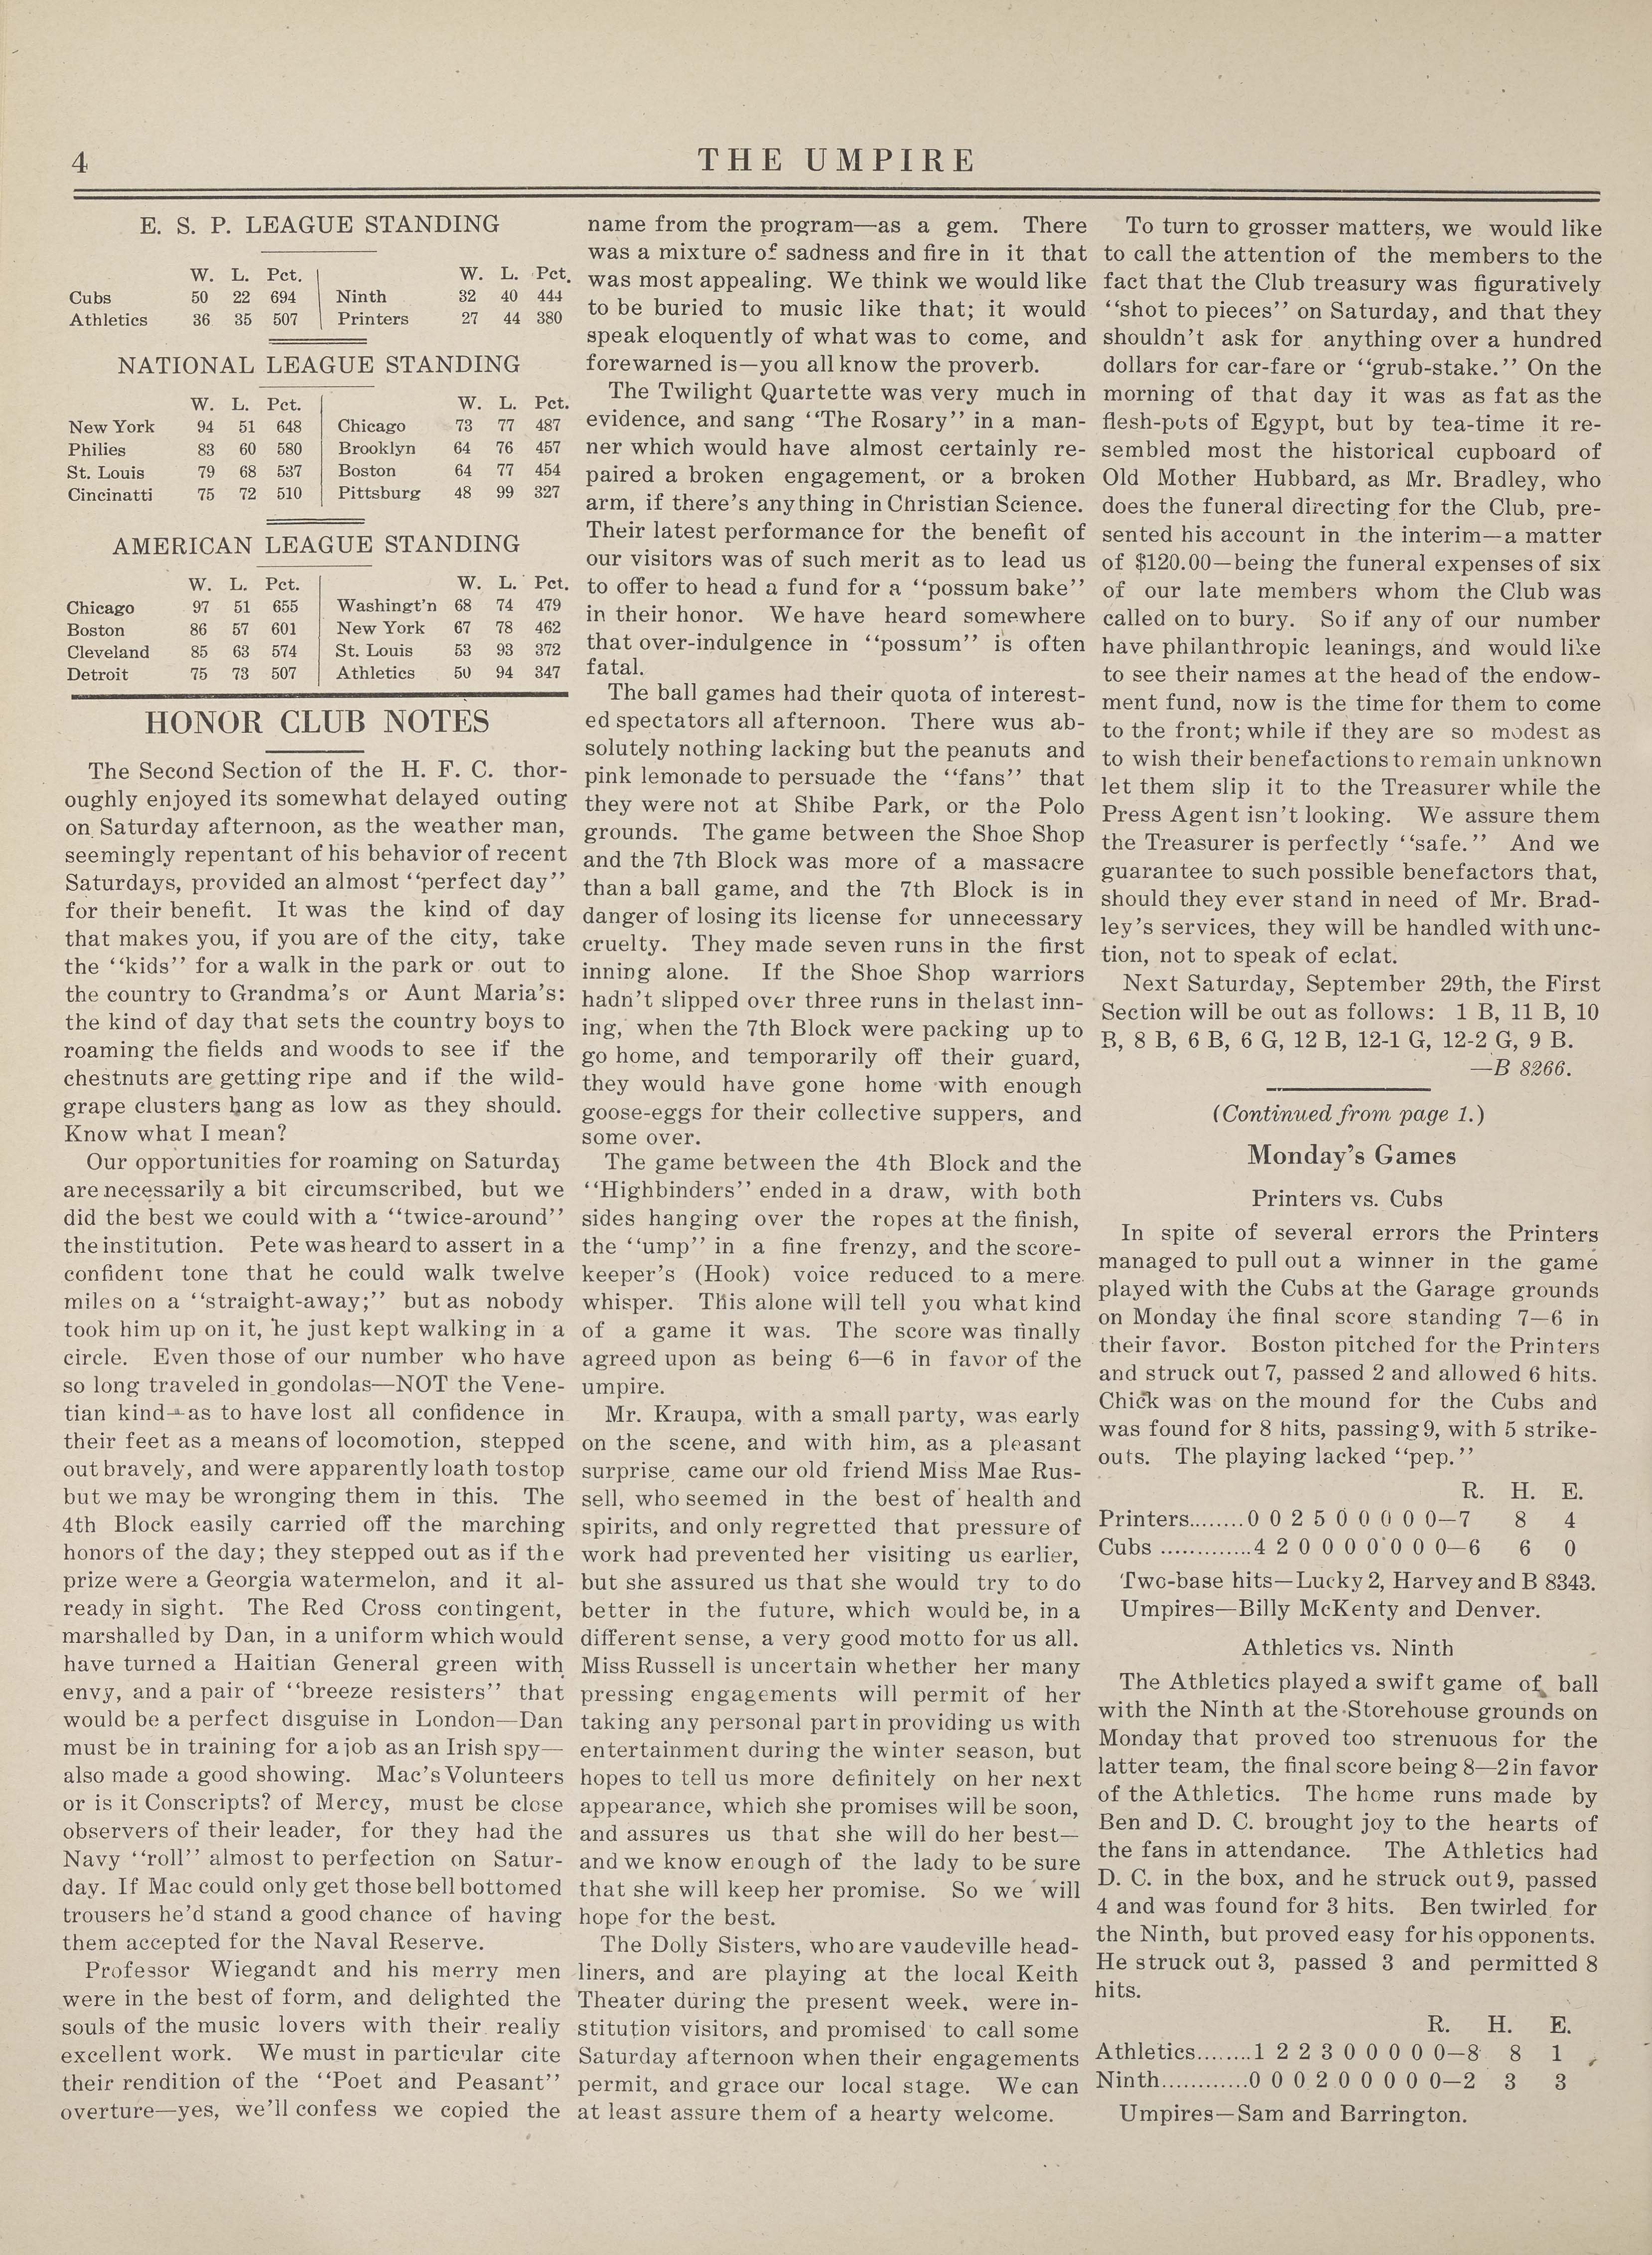 4
THE UMPIRE
E. S. P. LEAGUE STANDING
W. L. Pct. W. L. Pct.
Cubs 50 22 694 Ninth 32 40 444
Athletics 36 35 507 Printers 27 44 380
NATIONAL LEAGUE STANDING
W. L. Pct. W. L. Pct.
New York 94 51 648 Chicago 73 77 487
Philies 83 60 580 Brooklyn 64 76 457
St. Louis 79 68 537 Boston 64 77 454
Cincinatti 75 72 510 Pittsburg 48 99 327
AMERICAN LEAGUE STANDING
W. L. Pct. W. L. Pct.
Chicago 97 51 655 Washingt'n 68 74 479
Boston 86 57 601 New York 67 78 462
Cleveland 85 63 574 St. Louis 53 93 372
Detroit 75 73 507 Athletics 50 94 347
HONOR CLUB NOTES
The Second Section of the H. F. C. thor-
oughly enjoyed its somewhat delayed outing
on Saturday afternoon, as the weather man,
seemingly repentant of his behavior of recent
Saturdays, provided an almost "perfect day"
for their benefit. It was the kind of day
that makes you, if you are of the city, take
the "kids" for a walk in the park or out to
the country to Grandma's or Aunt Maria's:
the kind of day that sets the country boys to
roaming the fields and woods to see if the
chestnuts are getting ripe and if the wild-
grape clusters hang as low as they should.
Know what I mean?
Our opportunities for roaming on Saturday
are necessarily a bit circumscribed, but we
did the best we could with a "twice-around"
the institution. Pete was heard to assert in a
confident tone that he could walk twelve
miles on a "straight-away;" but as nobody
took him up on it, he just kept walking in a
circle. Even those of our number who have
so long traveled in gondolas—NOT the Vene-
tian kind—as to have lost all confidence in
their feet as a means of locomotion, stepped
out bravely, and were apparently loath to stop
but we may be wronging them in this. The
4th Block easily carried off the marching
honors of the day; they stepped out as if the
prize were a Georgia watermelon, and it al-
ready in sight. The Red Cross contingent,
marshalled by Dan, in a uniform which would
have turned a Haitian General green with
envy, and a pair of "breeze resisters" that
would be a perfect disguise in London—Dan
must be in training for a job as an Irish spy—
also made a good showing. Mac's Volunteers
or is it Conscripts? of Mercy, must be close
observers of their leader, for they had the
Navy "roll" almost to perfection on Satur-
day. If Mac could only get those bell bottomed
trousers he'd stand a good chance of having
them accepted for the Naval Reserve.
Professor Wiegandt and his merry men
were in the best of form, and delighted the
souls of the music lovers with their really
excellent work. We must in particular cite
their rendition of the "Poet and Peasant"
overture—yes, we'll confess we copied the
name from the program—as a gem. There
was a mixture of sadness and fire in it that
was most appealing. We think we would like
to be buried to music like that; it would
speak eloquently of what was to come, and
forewarned is—you all know the proverb.
The Twilight Quartette was very much in
evidence, and sang "The Rosary" in a man-
ner which would have almost certainly re-
paired a broken engagement, or a broken
arm, if there's anything in Christian Science.
Their latest performance for the benefit of
our visitors was of such merit as to lead us
to offer to head a fund for a "possum bake"
in their honor. We have heard somewhere
that over-indulgence in "possum" is often
fatal.
The ball games had their quota of interest-
ed spectators all afternoon. There wus ab-
solutely nothing lacking but the peanuts and
pink lemonade to persuade the "fans" that
they were not at Shibe Park, or the Polo
grounds. The game between the Shoe Shop
and the 7th Block was more of a massacre
than a ball game, and the 7th Block is in
danger of losing its license for unnecessary
cruelty. They made seven runs in the first
inning alone. If the Shoe Shop warriors
hadn't slipped over three runs in the last inn-
ing, when the 7th Block were packing up to
go home, and temporarily off their guard,
they would have gone home with enough
goose-eggs for their collective suppers, and
some over.
The game between the 4th Block and the
"Highbinders" ended in a draw, with both
sides hanging over the ropes at the finish,
the "ump" in a fine frenzy, and the score-
keeper's (Hook) voice reduced to a mere
whisper. This alone will tell you what kind
of a game it was. The score was finally
agreed upon as being 6—6 in favor of the
umpire.
Mr. Kraupa, with a small party, was early
on the scene, and with him, as a pleasant
surprise, came our old friend Miss Mae Rus-
sell, who seemed in the best of health and
spirits, and only regretted that pressure of
work had prevented her visiting us earlier,
but she assured us that she would try to do
better in the future, which would be, in a
different sense, a very good motto for us all.
Miss Russell is uncertain whether her many
pressing engagements will permit of her
taking any personal part in providing us with
entertainment during the winter season, but
hopes to tell us more definitely on her next
appearance, which she promises will be soon,
and assures us that she will do her best—
and we know enough of the lady to be sure
that she will keep her promise. So we will
hope for the best.
The Dolly Sisters, who are vaudeville head-
liners, and are playing at the local Keith
Theater during the present week, were in-
stitution visitors, and promised to call some
Saturday afternoon when their engagements
permit, and grace our local stage. We can
at least assure them of a hearty welcome.
To turn to grosser matters, we would like
to call the attention of the members to the
fact that the Club treasury was figuratively
"shot to pieces" on Saturday, and that they
shouldn't ask for anything over a hundred
dollars for car-fare or "grub-stake." On the
morning of that day it was as fat as the
flesh-pots of Egypt, but by tea-time it re-
sembled most the historical cupboard of
Old Mother Hubbard, as Mr. Bradley, who
does the funeral directing for the Club, pre-
sented his account in the interim—a matter
of $120.00—being the funeral expenses of six
of our late members whom the Club was
called on to bury. So if any of our number
have philanthropic leanings, and would like
to see their names at the head of the endow-
ment fund, now is the time for them to come
to the front; while if they are so modest as
to wish their benefactions to remain unknown
let them slip it to the Treasurer while the
Press Agent isn't looking. We assure them
the Treasurer is perfectly "safe." And we
guarantee to such possible benefactors that,
should they ever stand in need of Mr. Brad-
ley's services, they will be handled with unc-
tion, not to speak of eclat.
Next Saturday, September 29th, the First
Section will be out as follows: 1 B, 11 B, 10
B, 8 B, 6 B, 6 G, 12 B, 12-1 G, 12-2 G, 9 B.
—B 8266.
(Continued from page 1.)
Monday's Games
Printers vs. Cubs
In spite of several errors the Printers
managed to pull out a winner in the game
played with the Cubs at the Garage grounds
on Monday the final score standing 7—6 in
their favor. Boston pitched for the Printers
and struck out 7, passed 2 and allowed 6 hits.
Chick was on the mound for the Cubs and
was found for 8 hits, passing 9, with 5 strike-
outs. The playing lacked "pep."
R. H. E.
Printers........0 0 2 5 0 0 0 0 0—7 8 4
Cubs .............4 2 0 0 0 0 0 0 0—6 6 0
Two-base hits—Lucky 2, Harvey and B 8343.
Umpires—Billy McKenty and Denver.
Athletics vs. Ninth
The Athletics played a swift game of ball
with the Ninth at the Storehouse grounds on
Monday that proved too strenuous for the
latter team, the final score being 8—2 in favor
of the Athletics. The home runs made by
Ben and D. C. brought joy to the hearts of
the fans in attendance. The Athletics had
D. C. in the box, and he struck out 9, passed
4 and was found for 3 hits. Ben twirled for
the Ninth, but proved easy for his opponents.
He struck out 3, passed 3 and permitted 8
hits.
R. H. E.
Athletics........1 2 2 3 0 0 0 0 0—8 8 1
Ninth............0 0 0 2 0 0 0 0 0—2 3 3
Umpires—Sam and Barrington.